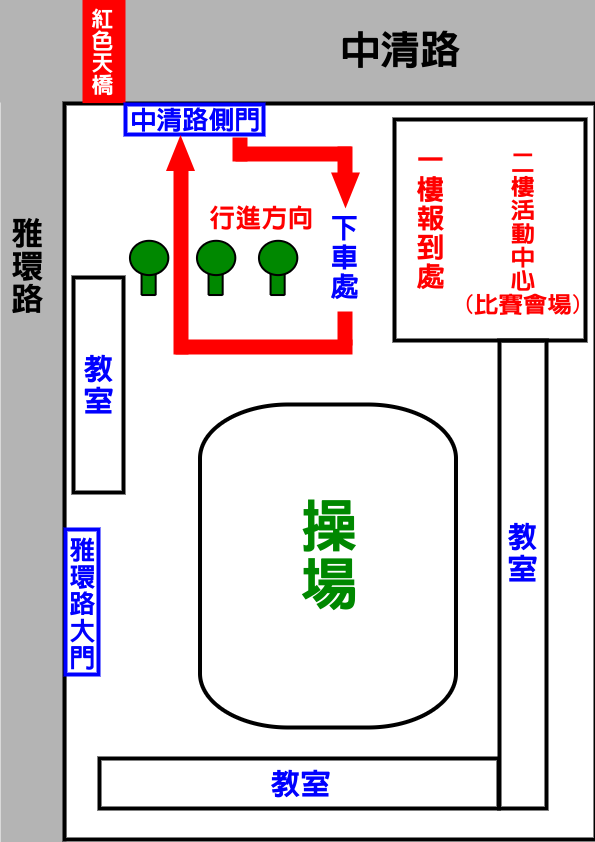 紅色天橋
中清路
中清路側門
雅環路
行進方向
下車處
一樓報到處
二樓活動中心
(比賽會場)
教室
操場
教室
雅環路大門
教室